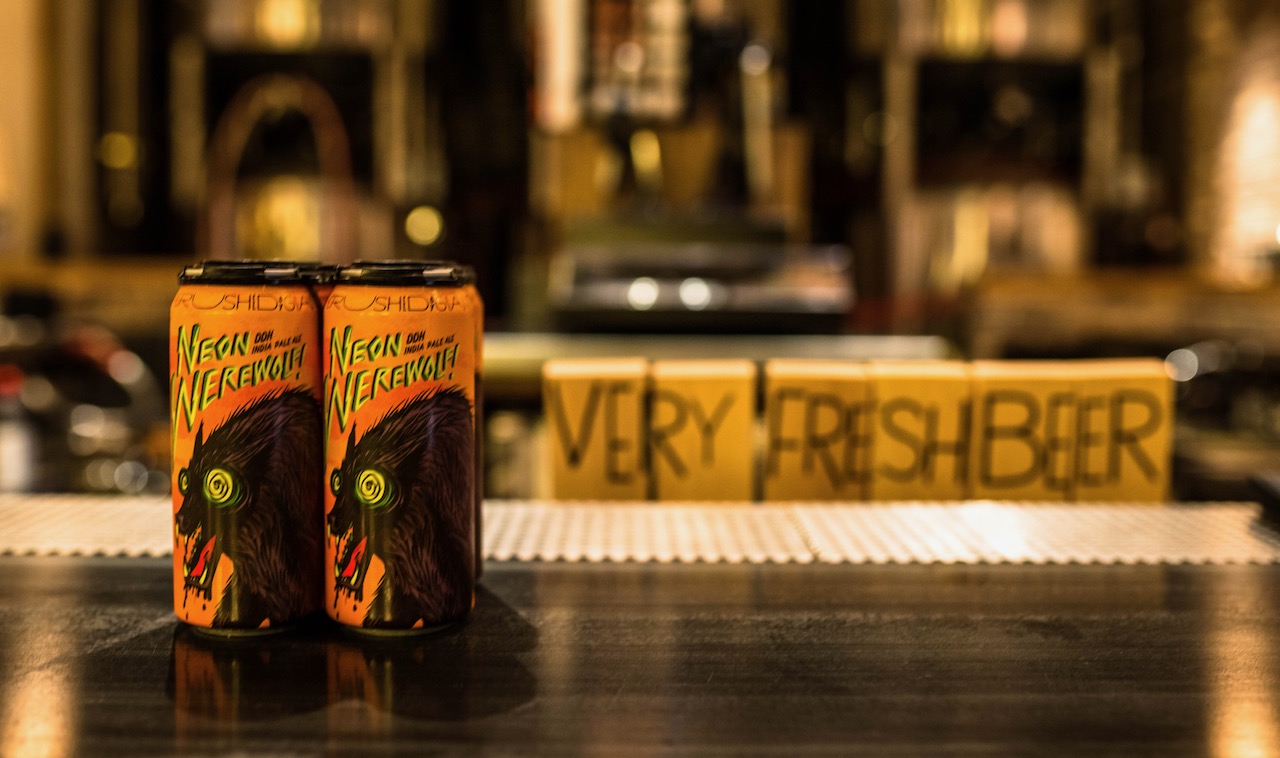 RUSHIDIGA
NEON DDH
INDIA PALE ALE
WEREWOLF!
RUSHIDIGA
NEON DDH
INDIA PALE ALE
WEREWOLF!
VERY FRESH BEER